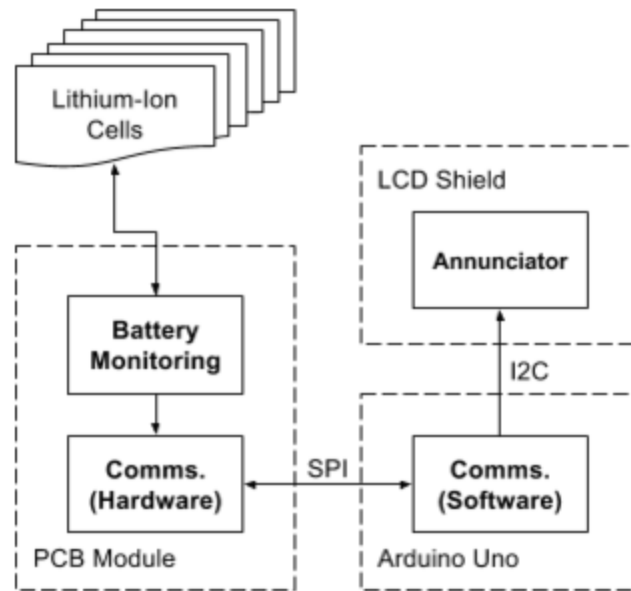 Lithium-Ion
Cells
LCD Shield
Annunciator
Battery
Monitoring
I2C
Comms.
(Hardware)
SPI
Comms.
(Software)
PCB Module
Arduino Uno